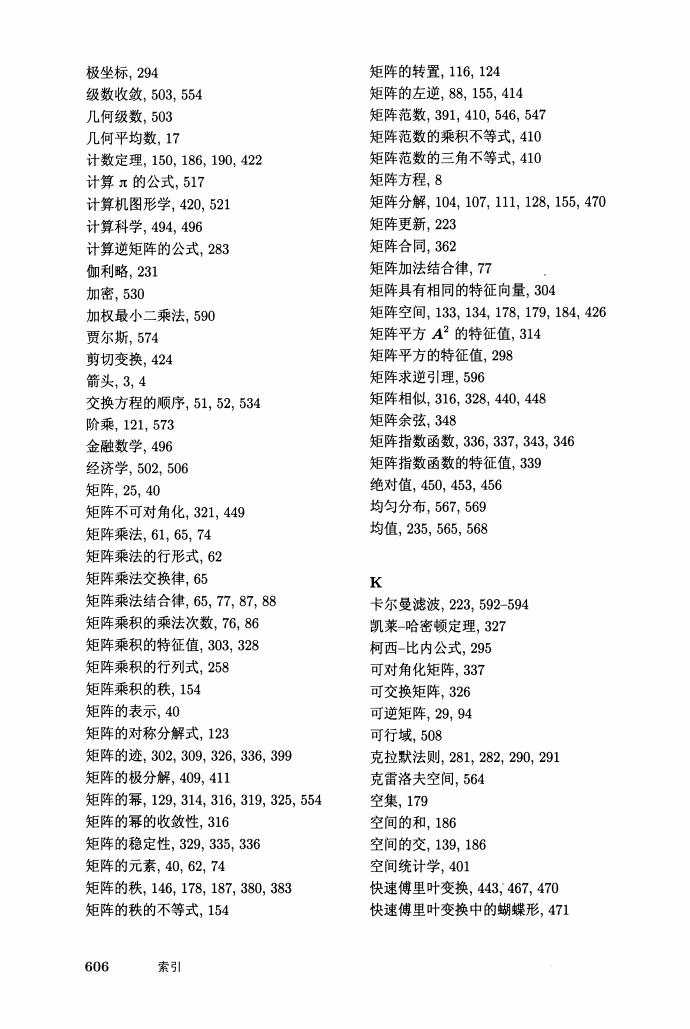 极坐标, 294
级数收敛, 503, 554
几何级数, 503
几何平均数, 17
计数定理, 150, 186, 190, 422
计算 π 的公式, 517
计算机图形学, 420, 521
计算科学, 494, 496
计算逆矩阵的公式, 283
伽利略, 231
加密, 530
加权最小二乘法, 590
贾尔斯, 574
剪切变换, 424
箭头, 3, 4
交换方程的顺序, 51, 52, 534
阶乘, 121, 573
金融数学, 496
经济学, 502, 506
矩阵, 25, 40
矩阵不可对角化, 321, 449
矩阵乘法, 61, 65, 74
矩阵乘法的行形式, 62
矩阵乘法交换律, 65
矩阵乘法结合律, 65, 77, 87, 88
矩阵乘积的乘法次数, 76, 86
矩阵乘积的特征值, 303, 328
矩阵乘积的行列式, 258
矩阵乘积的秩, 154
矩阵的表示, 40
矩阵的对称分解式, 123
矩阵的迹, 302, 309, 326, 336, 399
矩阵的极分解, 409, 411
矩阵的幂, 129, 314, 316, 319, 325, 554
矩阵的幂的收敛性, 316
矩阵的稳定性, 329, 335, 336
矩阵的元素, 40, 62, 74
矩阵的秩, 146, 178, 187, 380, 383
矩阵的秩的不等式, 154
矩阵的转置, 116, 124
矩阵的左逆, 88, 155, 414
矩阵范数, 391, 410, 546, 547
矩阵范数的乘积不等式, 410
矩阵范数的三角不等式, 410
矩阵方程, 8
矩阵分解, 104, 107, 111, 128, 155, 470
矩阵更新, 223
矩阵合同, 362
矩阵加法结合律, 77
矩阵具有相同的特征向量, 304
矩阵空间, 133, 134, 178, 179, 184, 426
矩阵平方 A² 的特征值, 314
矩阵平方的特征值, 298
矩阵求逆引理, 596
矩阵相似, 316, 328, 440, 448
矩阵余弦, 348
矩阵指数函数, 336, 337, 343, 346
矩阵指数函数的特征值, 339
绝对值, 450, 453, 456
均匀分布, 567, 569
均值, 235, 565, 568
K
卡尔曼滤波, 223, 592–594
凯莱–哈密顿定理, 327
柯西–比内公式, 295
可对角化矩阵, 337
可交换矩阵, 326
可逆矩阵, 29, 94
可行域, 508
克拉默法则, 281, 282, 290, 291
克雷洛夫空间, 564
空集, 179
空间的和, 186
空间的交, 139, 186
空间统计学, 401
快速傅里叶变换, 443, 467, 470
快速傅里叶变换中的蝴蝶形, 471
606 索引